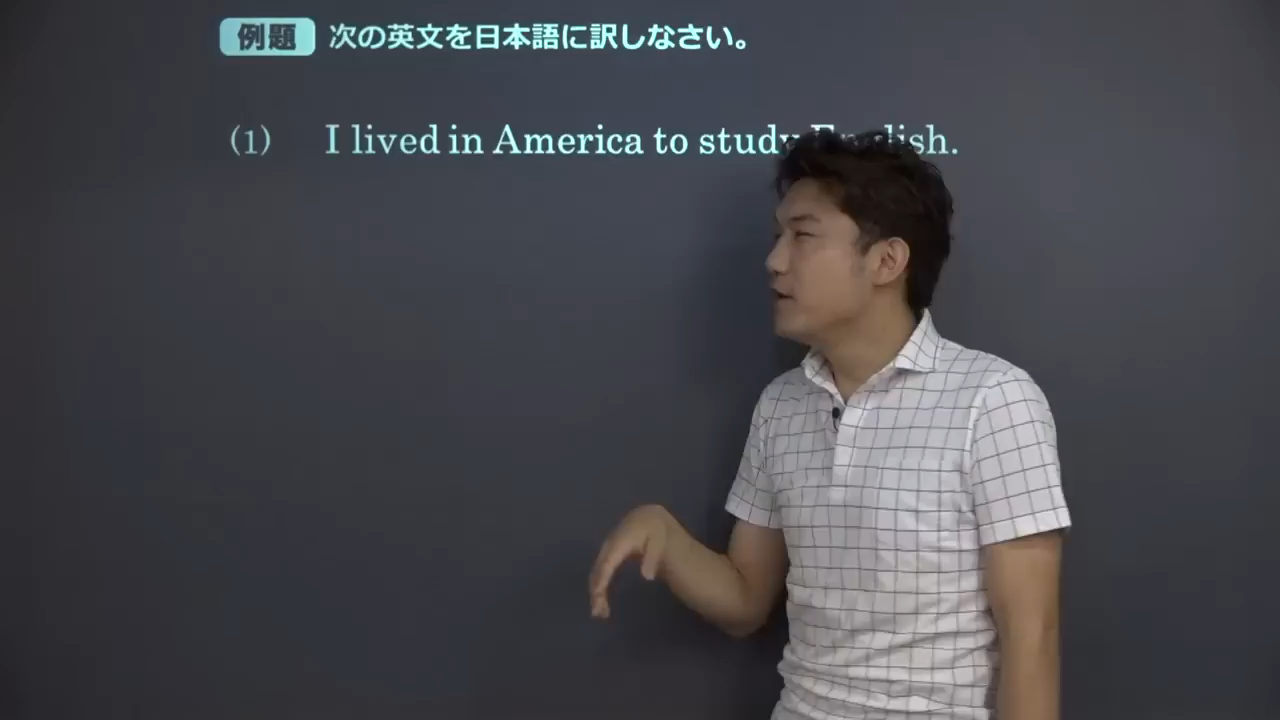 例題 次の英文を日本語に訳しなさい。
(1) I lived in America to study English.